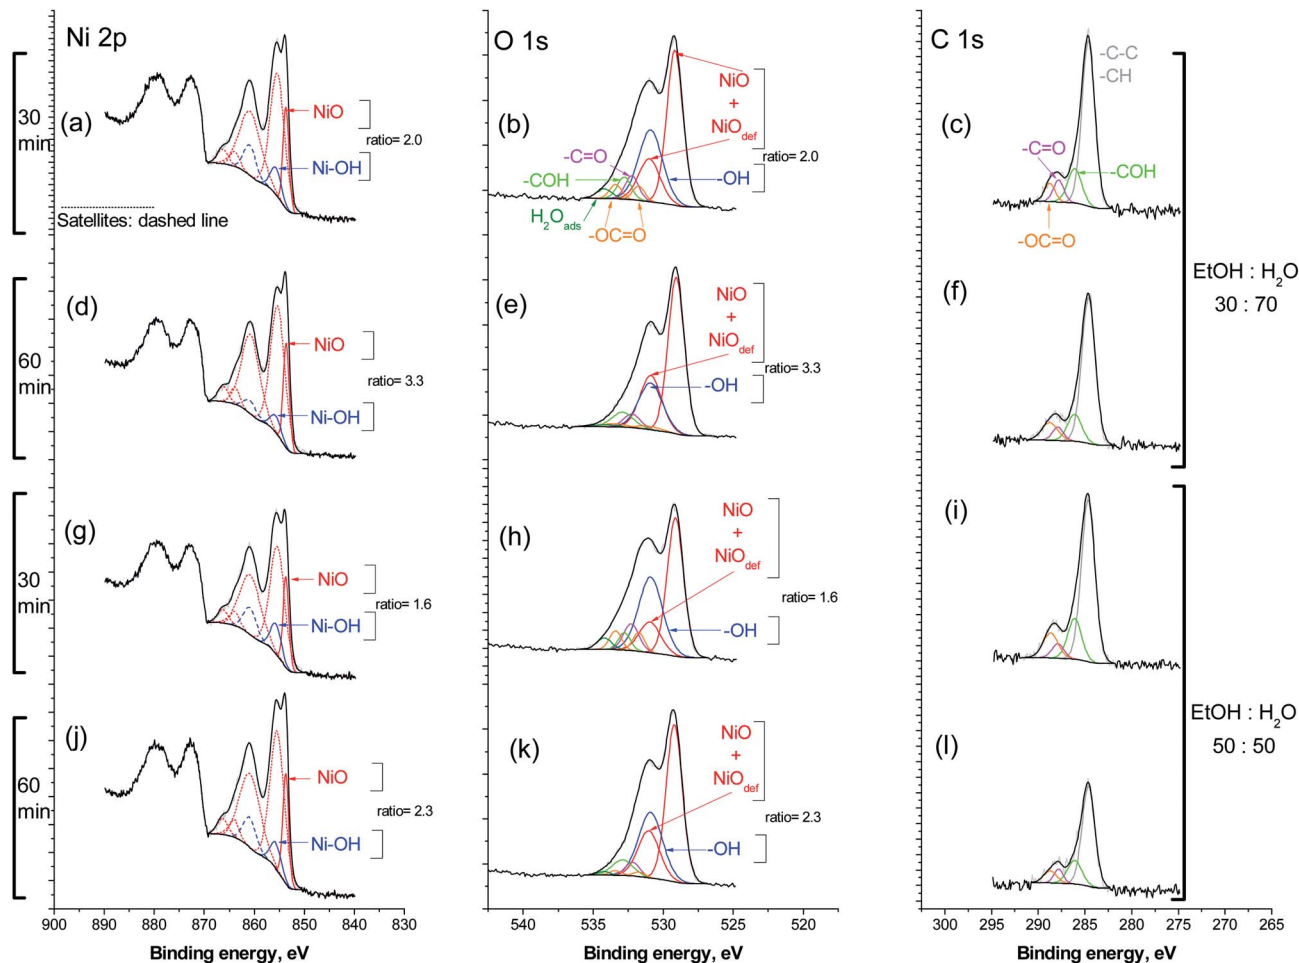 Ni 2p
O 1s
C 1s
30
min
(a)
NiO
ratio= 2.0
Ni-OH
Satellites: dashed line
(b)
NiO
+
NiOdef
ratio= 2.0
-OH
-C=O
-COH
H2Oads
-OC=O
(c)
-C-C
-CH
-C=O
-COH
-OC=O
EtOH : H2O
30 : 70
60
min
(d)
NiO
ratio= 3.3
Ni-OH
(e)
NiO
+
NiOdef
ratio= 3.3
-OH
(f)
30
min
(g)
NiO
ratio= 1.6
Ni-OH
(h)
NiO
+
NiOdef
ratio= 1.6
-OH
(i)
EtOH : H2O
50 : 50
60
min
(j)
NiO
ratio= 2.3
Ni-OH
(k)
NiO
+
NiOdef
ratio= 2.3
-OH
(l)
900 880 860 840 830
535 530 525 520
300 295 290 285 280 275 270 265
Binding energy, eV
Binding energy, eV
Binding energy, eV